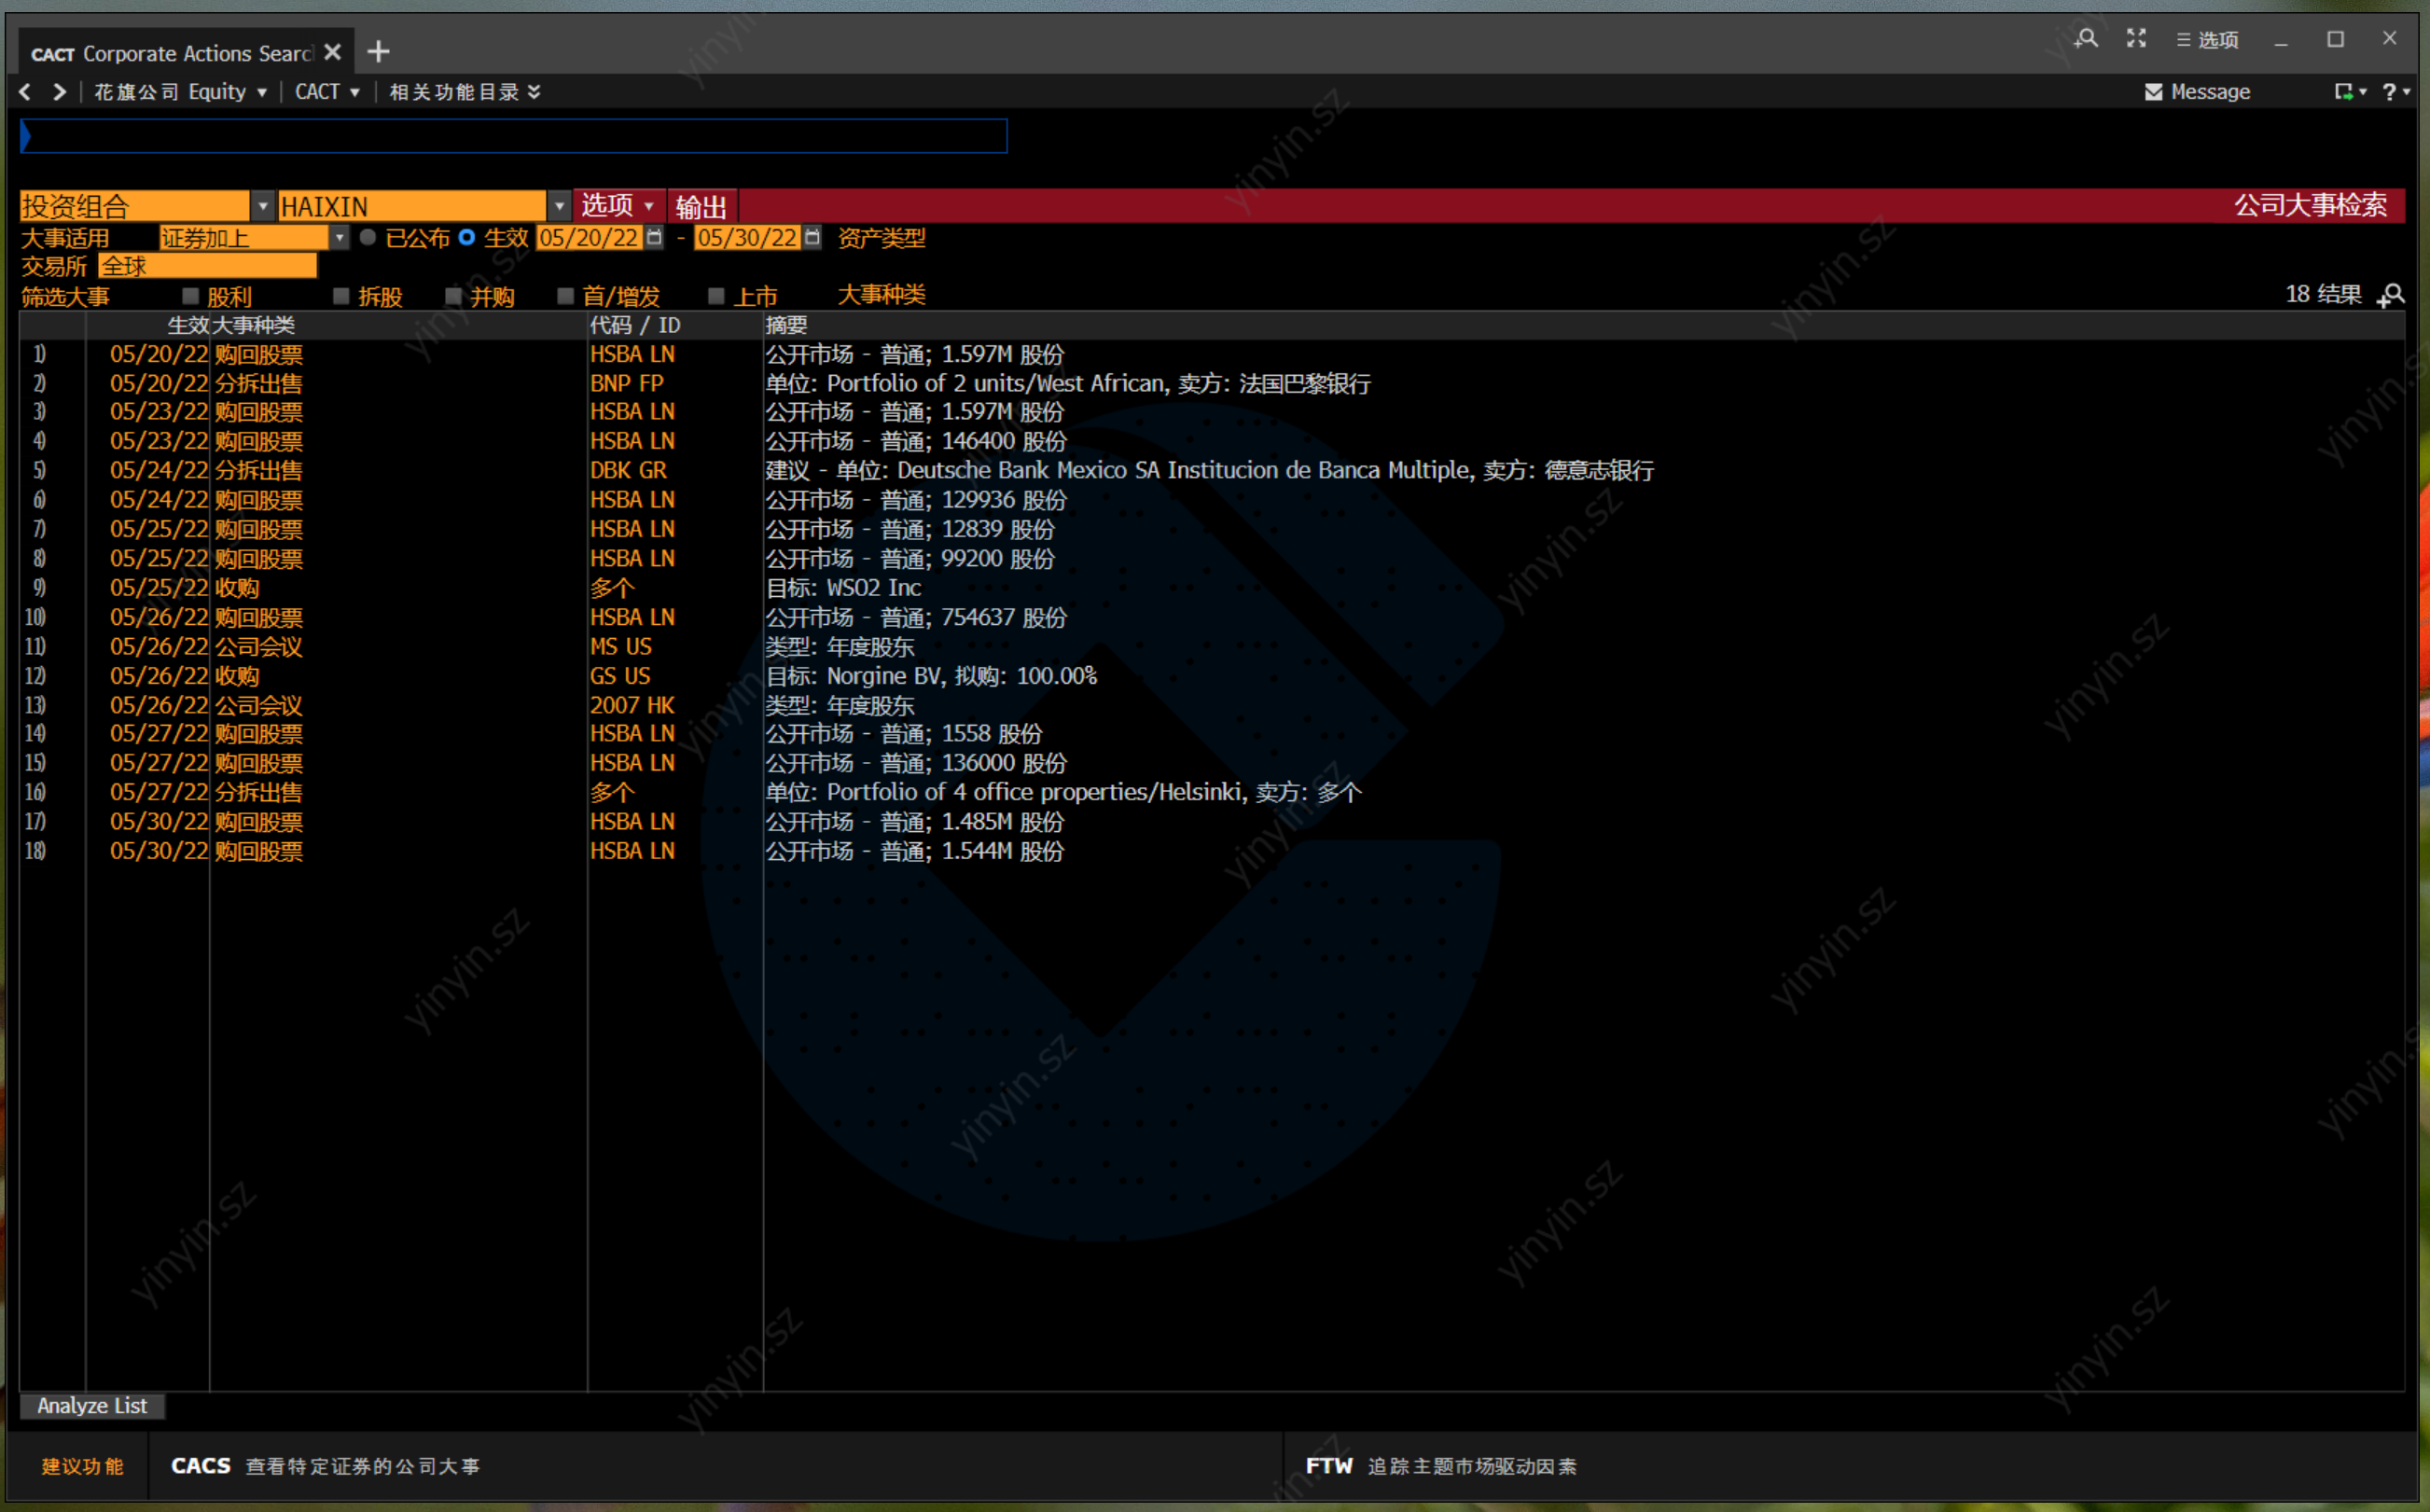 CACT Corporate Actions Searc
选项
花旗公司 Equity CACT 相关功能目录
Message ?
投资组合 HAIXIN 选项 输出 公司大事检索
大事适用 证券加上 已公布 生效 05/20/22 - 05/30/22 资产类型
交易所 全球
筛选大事 股利 拆股 并购 首/增发 上市 大事种类 18 结果
生效 大事种类 代码 / ID 摘要
1) 05/20/22 购回股票 HSBA LN 公开市场 - 普通; 1.597M 股份
2) 05/20/22 分拆出售 BNP FP 单位: Portfolio of 2 units/West African, 卖方: 法国巴黎银行
3) 05/23/22 购回股票 HSBA LN 公开市场 - 普通; 1.597M 股份
4) 05/23/22 购回股票 HSBA LN 公开市场 - 普通; 146400 股份
5) 05/24/22 分拆出售 DBK GR 建议 - 单位: Deutsche Bank Mexico SA Institucion de Banca Multiple, 卖方: 德意志银行
6) 05/24/22 购回股票 HSBA LN 公开市场 - 普通; 129936 股份
7) 05/25/22 购回股票 HSBA LN 公开市场 - 普通; 12839 股份
8) 05/25/22 购回股票 HSBA LN 公开市场 - 普通; 99200 股份
9) 05/25/22 收购 多个 目标: WSO2 Inc
10) 05/26/22 购回股票 HSBA LN 公开市场 - 普通; 754637 股份
11) 05/26/22 公司会议 MS US 类型: 年度股东
12) 05/26/22 收购 GS US 目标: Norgine BV, 拟购: 100.00%
13) 05/26/22 公司会议 2007 HK 类型: 年度股东
14) 05/27/22 购回股票 HSBA LN 公开市场 - 普通; 1558 股份
15) 05/27/22 购回股票 HSBA LN 公开市场 - 普通; 136000 股份
16) 05/27/22 分拆出售 多个 单位: Portfolio of 4 office properties/Helsinki, 卖方: 多个
17) 05/30/22 购回股票 HSBA LN 公开市场 - 普通; 1.485M 股份
18) 05/30/22 购回股票 HSBA LN 公开市场 - 普通; 1.544M 股份
Analyze List
建议功能 CACS 查看特定证券的公司大事 FTW 追踪主题市场驱动因素
yinyin.sz